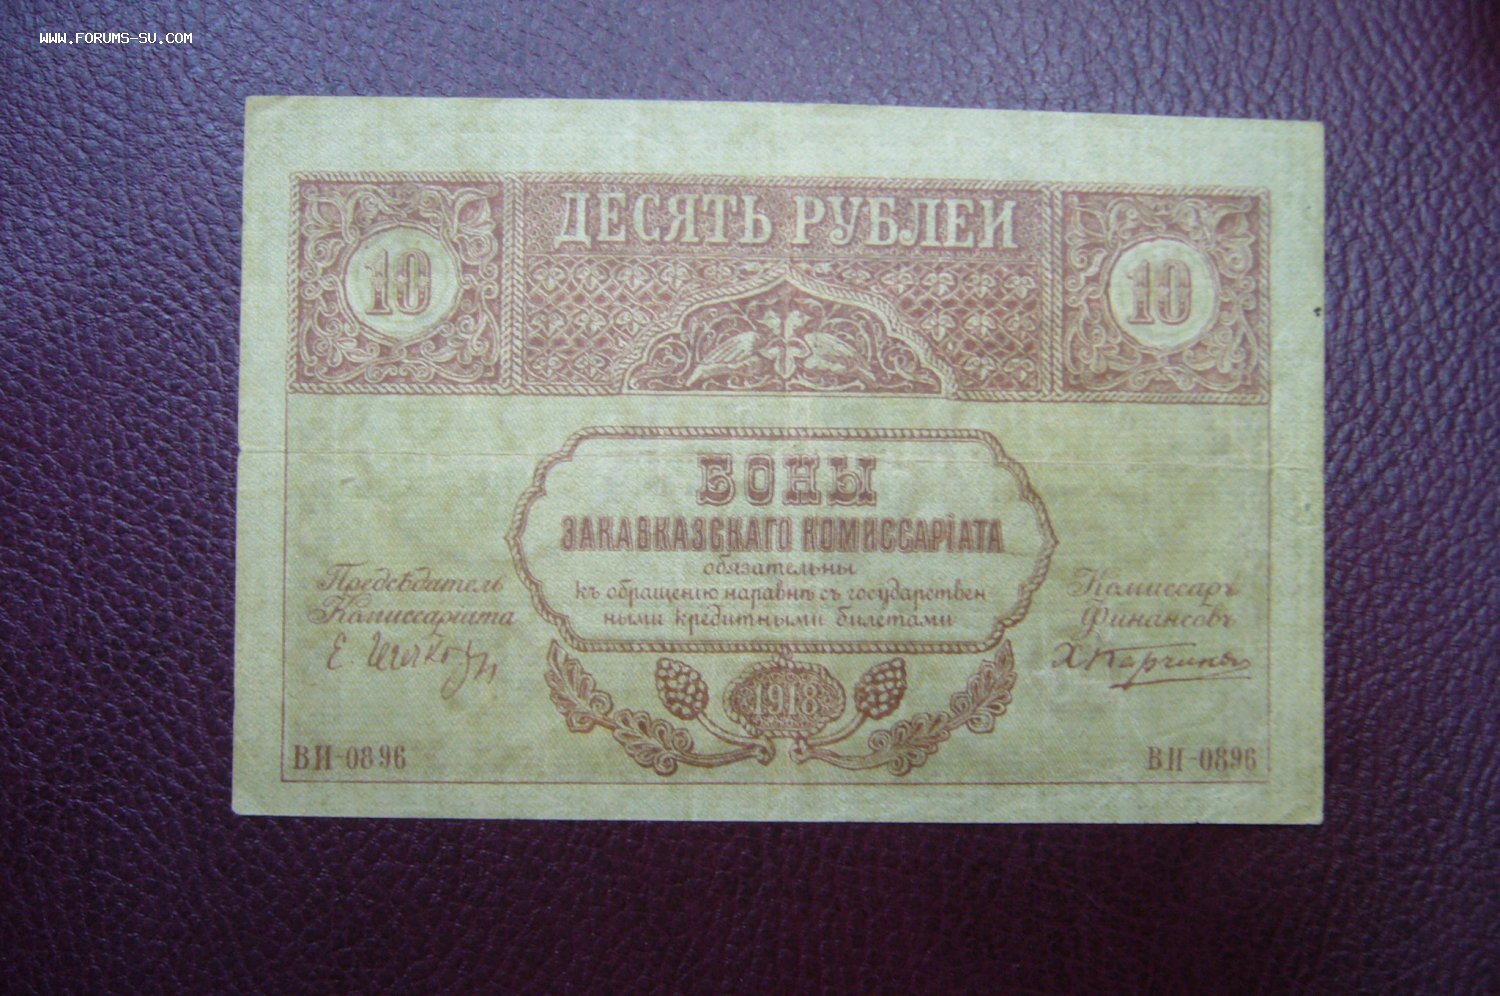 WWW.FORUMS-SU.COM
ДЕСЯТЬ РУБЛЕЙ
10
10
БОНЫ
ЗАКАВКАЗСКАГО КОМИССАРІАТА
обязательны
къ обращенію наравнѣ съ государствен-
ными кредитными билетами
Предсѣдатель
Комиссаріата
Комиссаръ
Финансовъ
1918
ВИ-0896
ВИ-0896